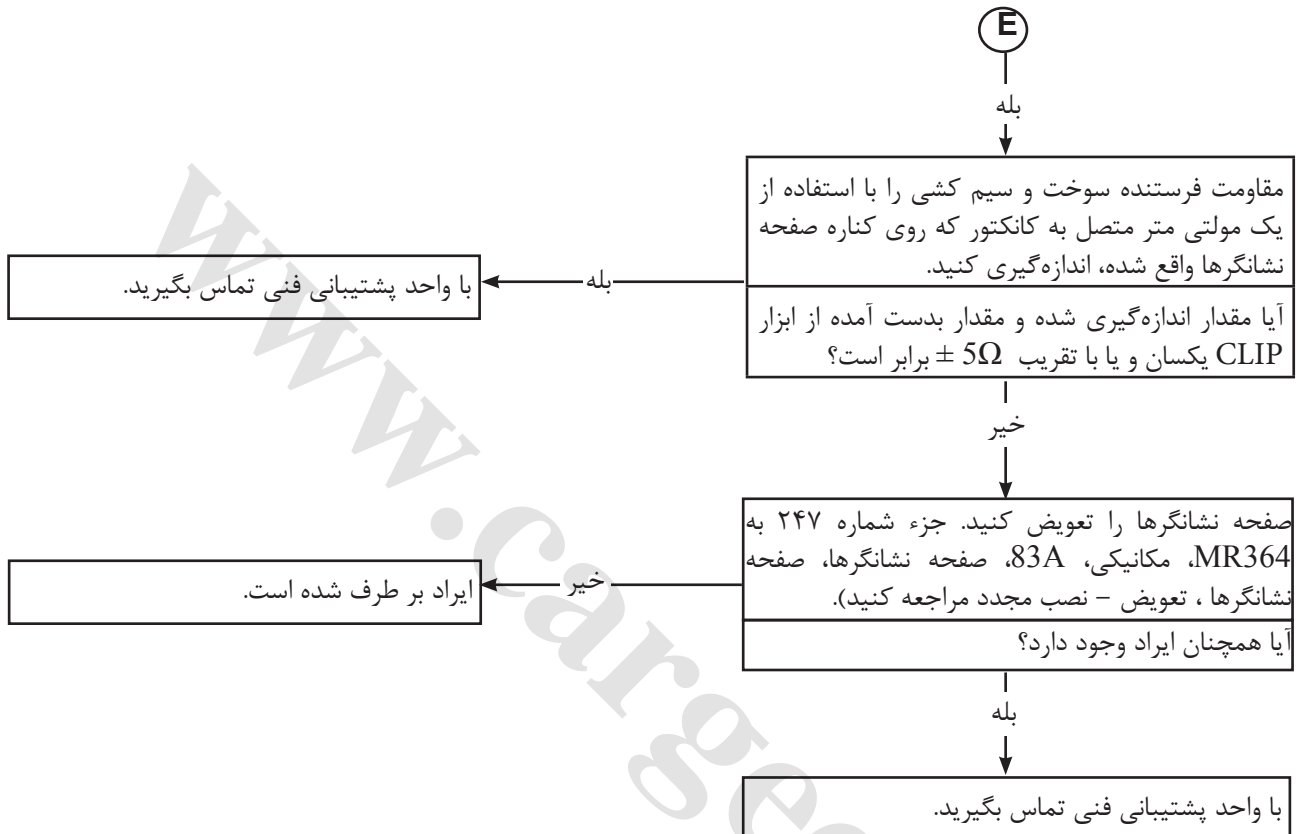 E
بله
مقاومت فرستنده سوخت و سیم کشی را با استفاده از
یک مولتی متر متصل به کانکتور که روی کناره صفحه
نشانگرها واقع شده، اندازه‌گیری کنید.
آیا مقدار اندازه‌گیری شده و مقدار بدست آمده از ابزار
CLIP یکسان و یا با تقریب 5Ω ± برابر است؟
بله
با واحد پشتیبانی فنی تماس بگیرید.
خیر
صفحه نشانگرها را تعویض کنید. جزء شماره ۲۴۷ به
MR364، مکانیکی، 83A، صفحه نشانگرها، صفحه
نشانگرها ، تعویض – نصب مجدد مراجعه کنید).
آیا همچنان ایراد وجود دارد؟
خیر
ایراد بر طرف شده است.
بله
با واحد پشتیبانی فنی تماس بگیرید.
www.cargee